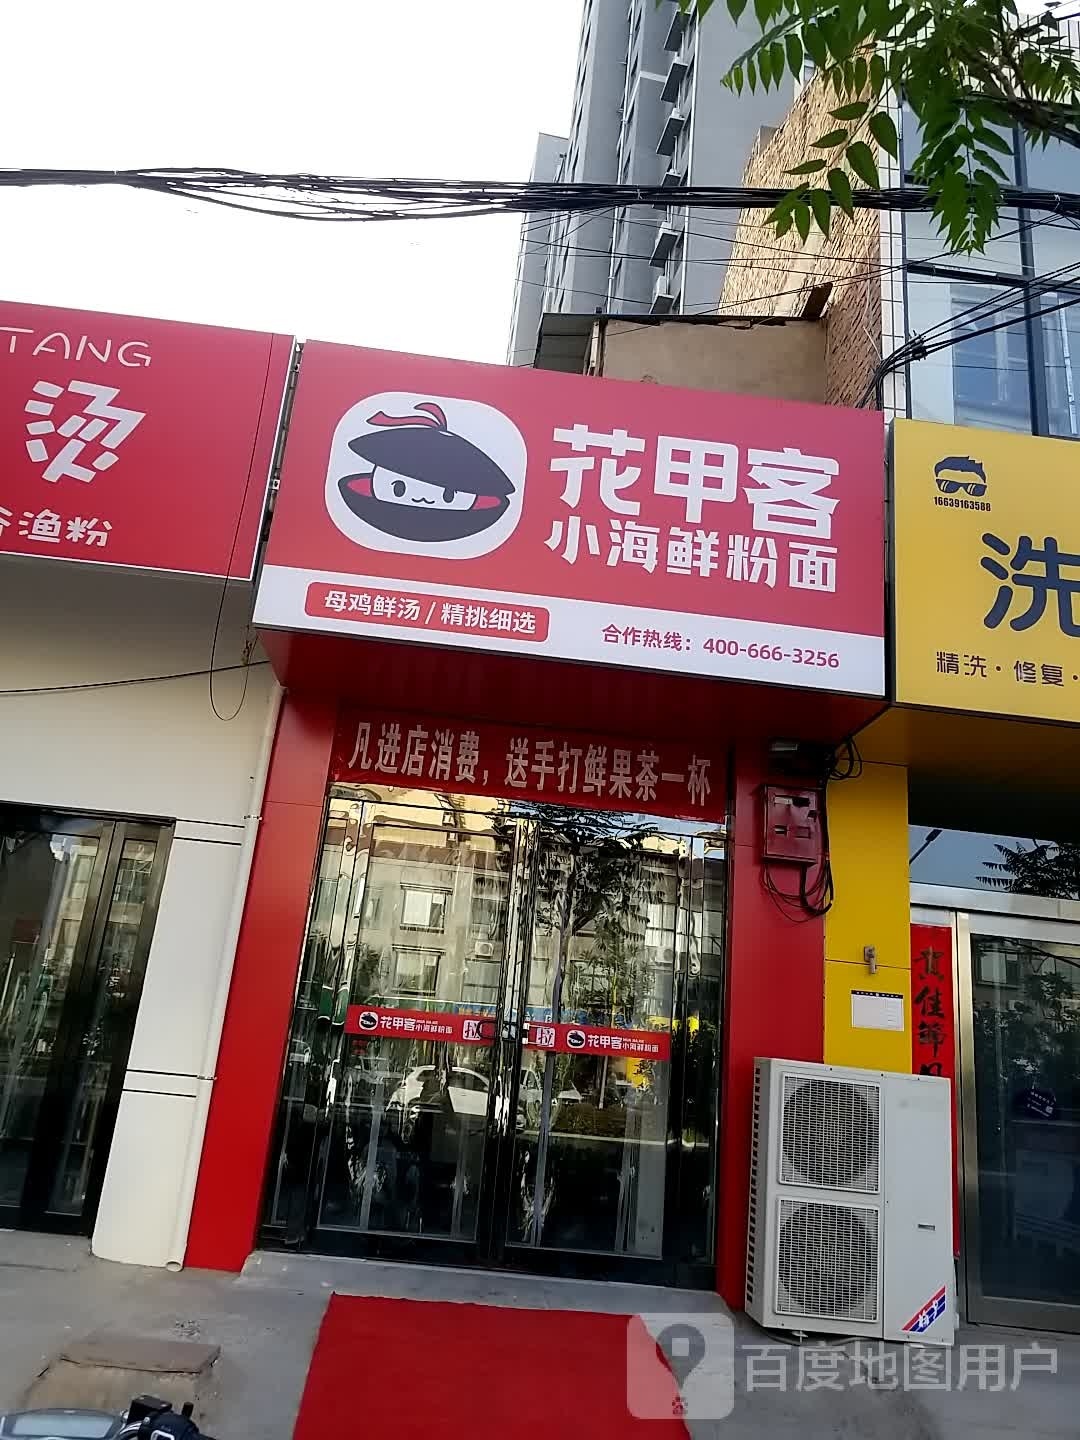 TANG
烫
渔粉
花甲客
小海鲜粉面
母鸡鲜汤/精挑细选
合作热线：400-666-3256
16639163588
洗
精洗·修复·
凡进店消费，送手打鲜果茶一杯
花甲客
小海鲜粉面
拉
拉
花甲客
小海鲜粉面
百度地图用户